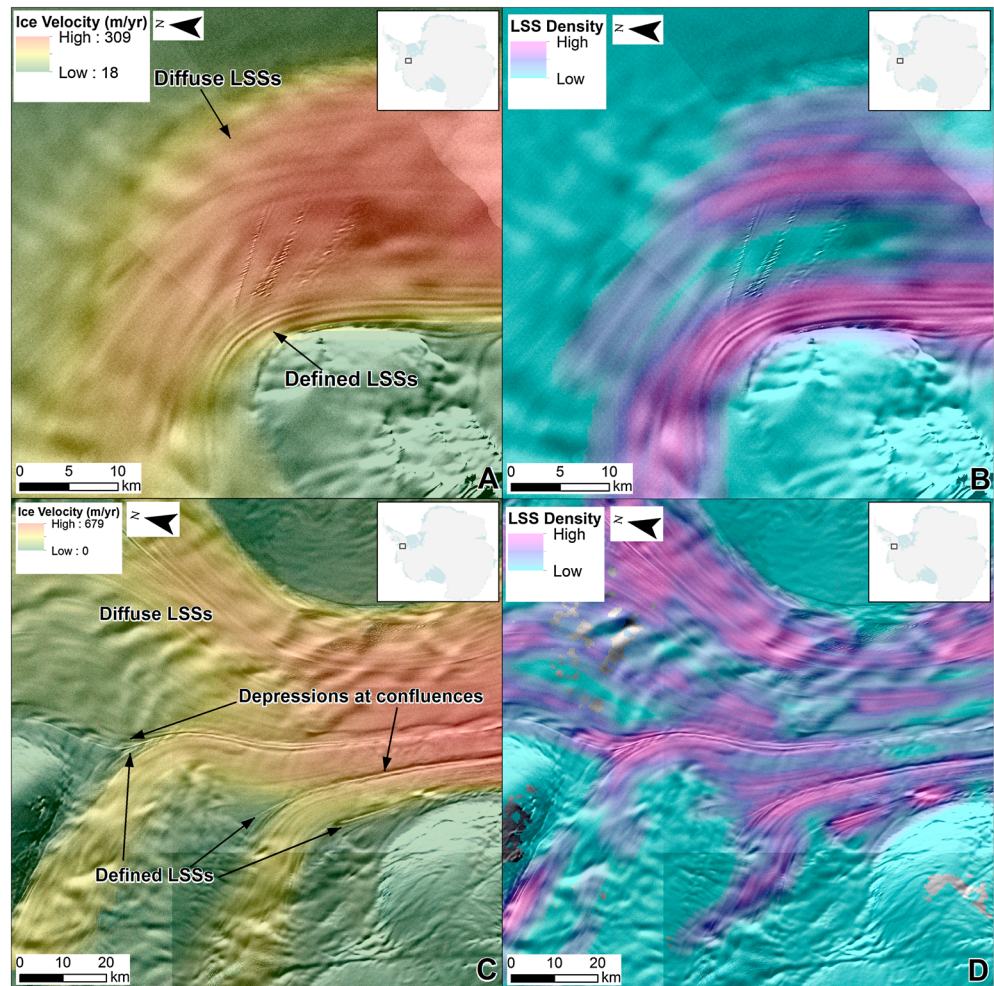 Ice Velocity (m/yr)
High : 309
Low : 18
N
Diffuse LSSs
Defined LSSs
0 5 10
km
A
LSS Density
High
Low
N
0 5 10
km
B
Ice Velocity (m/yr)
High : 679
Low : 0
N
Diffuse LSSs
Depressions at confluences
Defined LSSs
0 10 20
km
C
LSS Density
High
Low
N
0 10 20
km
D